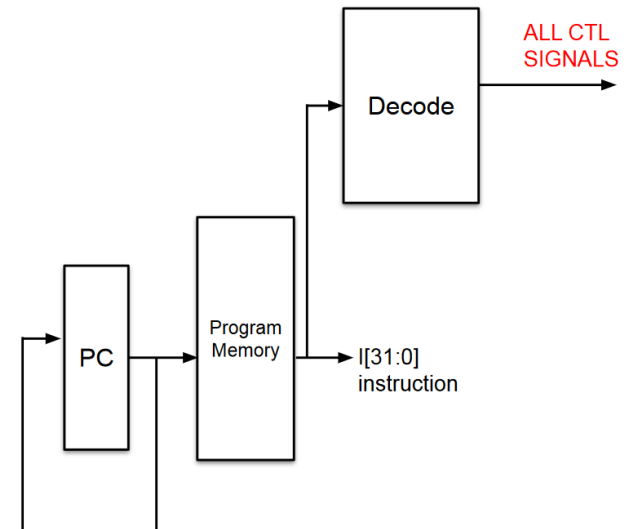 ALL CTL
SIGNALS
Decode
Program
Memory
PC
I[31:0]
instruction